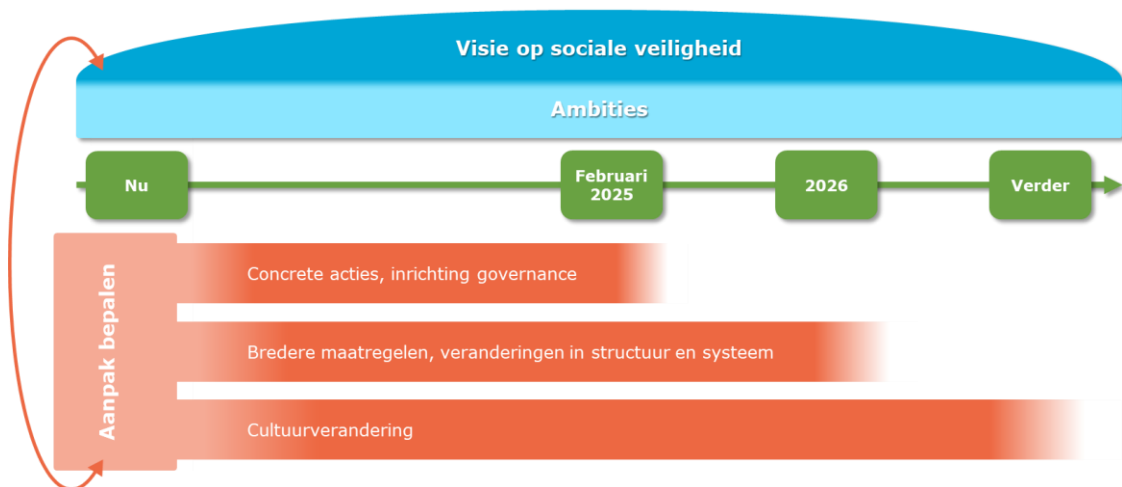 Visie op sociale veiligheid
Ambities
Nu
Februari
2025
2026
Verder
Aanpak bepalen
Concrete acties, inrichting governance
Bredere maatregelen, veranderingen in structuur en systeem
Cultuurverandering